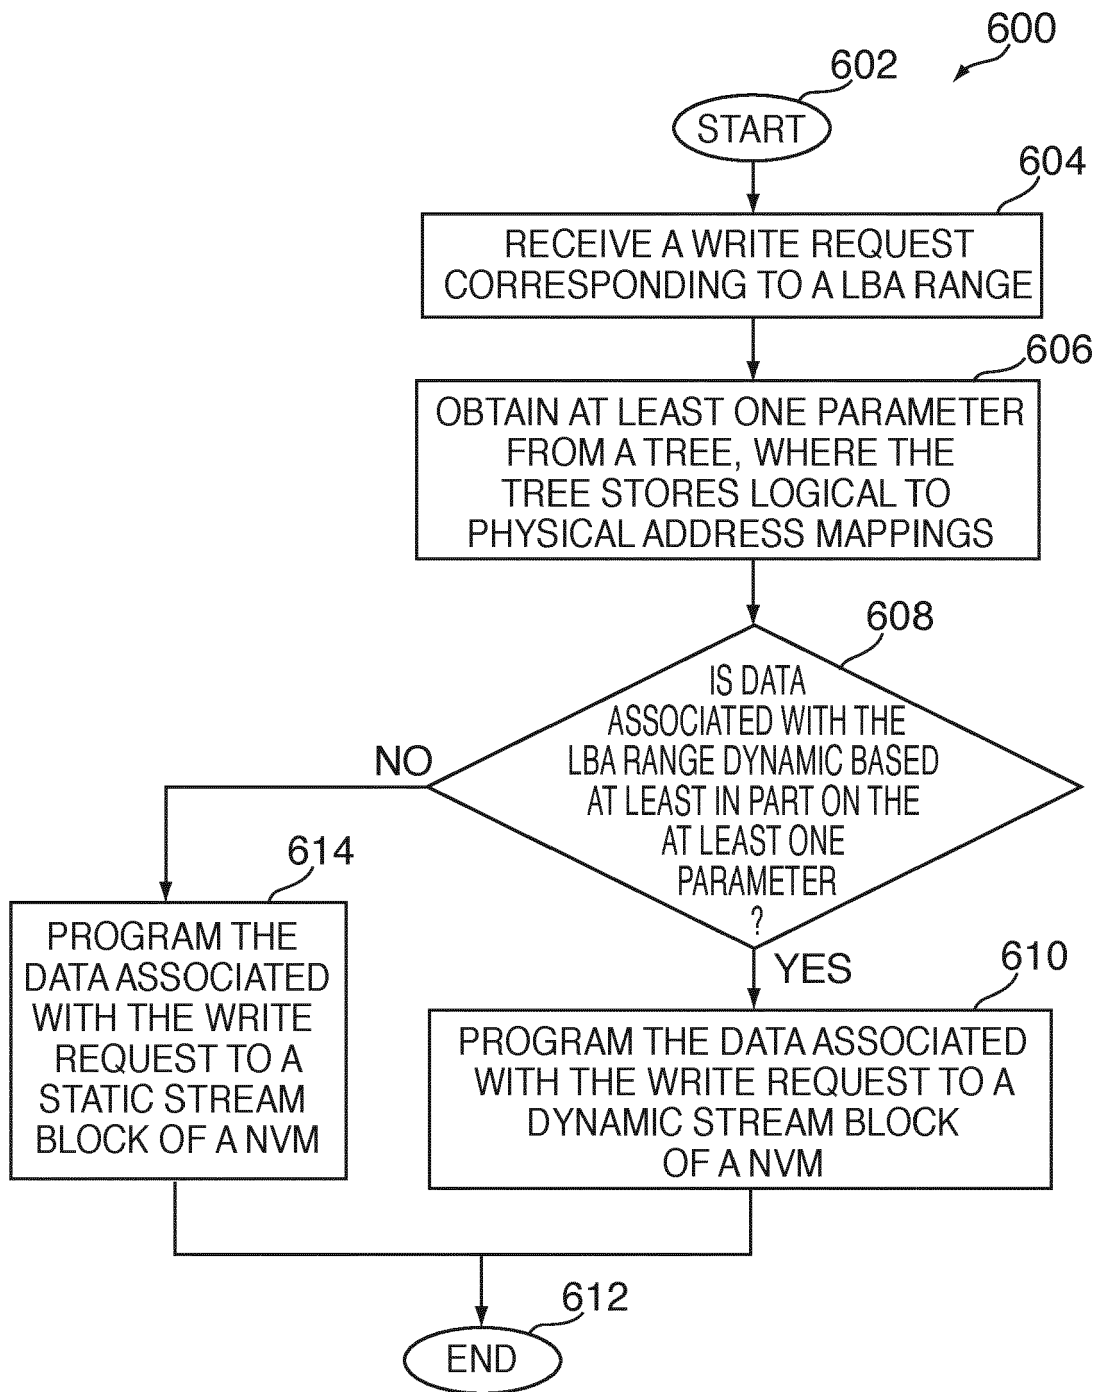 600
602
START
604
RECEIVE A WRITE REQUEST
CORRESPONDING TO A LBA RANGE
606
OBTAIN AT LEAST ONE PARAMETER
FROM A TREE, WHERE THE
TREE STORES LOGICAL TO
PHYSICAL ADDRESS MAPPINGS
608
IS DATA
ASSOCIATED WITH THE
LBA RANGE DYNAMIC BASED
AT LEAST IN PART ON THE
AT LEAST ONE
PARAMETER
?
NO
614
PROGRAM THE
DATA ASSOCIATED
WITH THE WRITE
REQUEST TO A
STATIC STREAM
BLOCK OF A NVM
YES
610
PROGRAM THE DATA ASSOCIATED
WITH THE WRITE REQUEST TO A
DYNAMIC STREAM BLOCK
OF A NVM
612
END